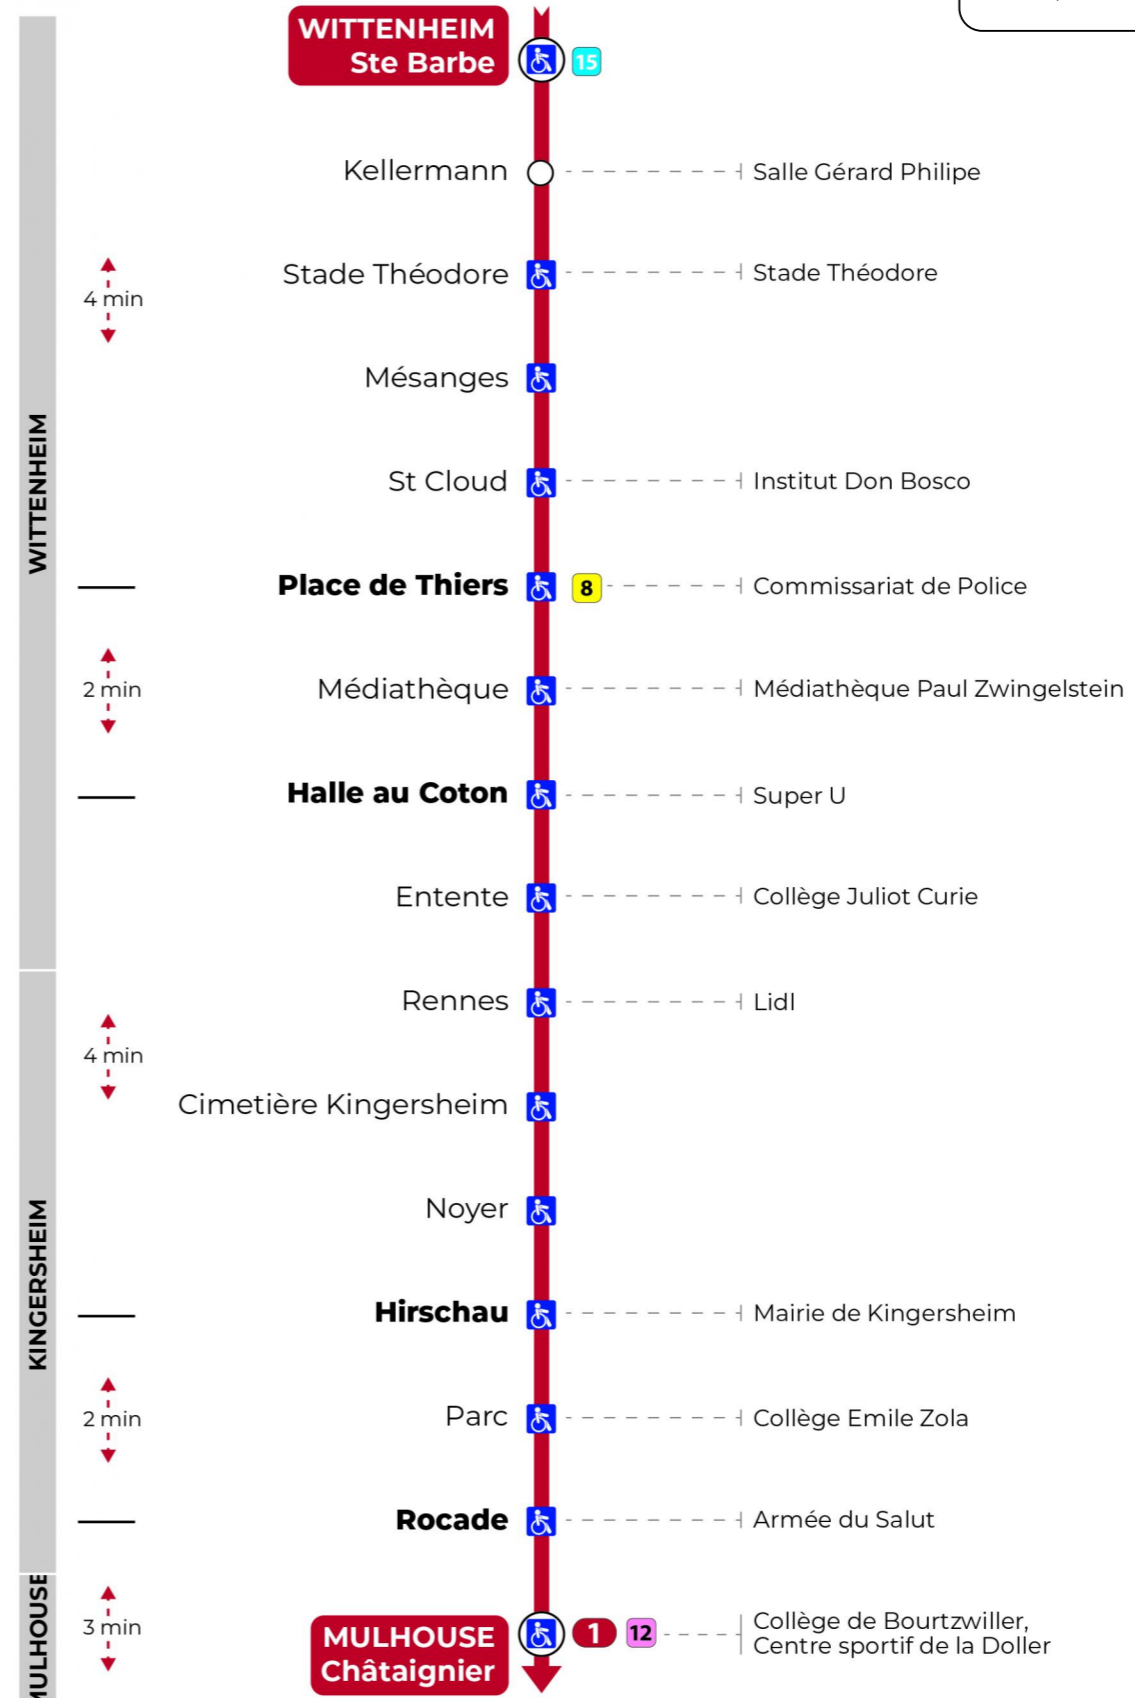 WITTENHEIM
Ste Barbe
15
Kellermann
Salle Gérard Philipe
Stade Théodore
Stade Théodore
4 min
Mésanges
WITTENHEIM
St Cloud
Institut Don Bosco
Place de Thiers
8
Commissariat de Police
2 min
Médiathèque
Médiathèque Paul Zwingelstein
Halle au Coton
Super U
Entente
Collège Juliot Curie
Rennes
Lidl
4 min
Cimetière Kingersheim
Noyer
KINGERSHEIM
Hirschau
Mairie de Kingersheim
2 min
Parc
Collège Emile Zola
Rocade
Armée du Salut
MULHOUSE
3 min
MULHOUSE
Châtaignier
1
12
Collège de Bourtzwiller,
Centre sportif de la Doller